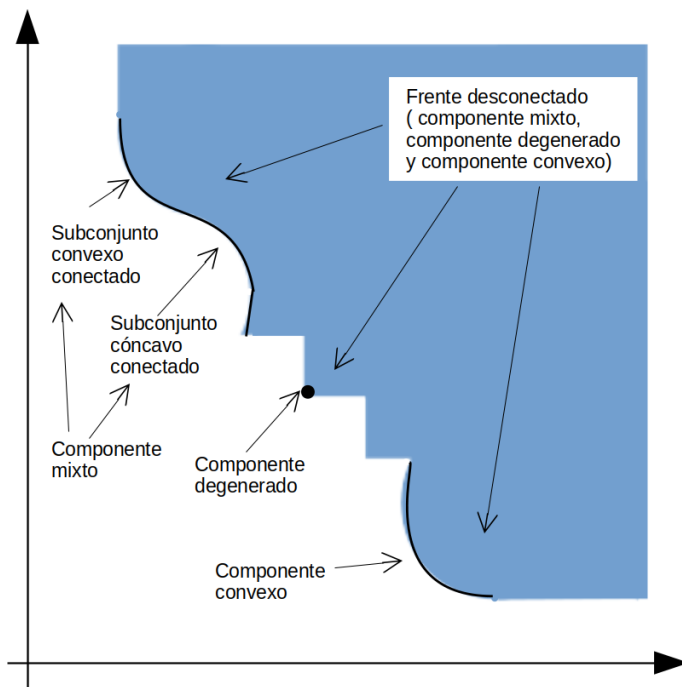 Frente desconectado
( componente mixto,
componente degenerado
y componente convexo)
Subconjunto
convexo
conectado
Subconjunto
cóncavo
conectado
Componente
mixto
Componente
degenerado
Componente
convexo